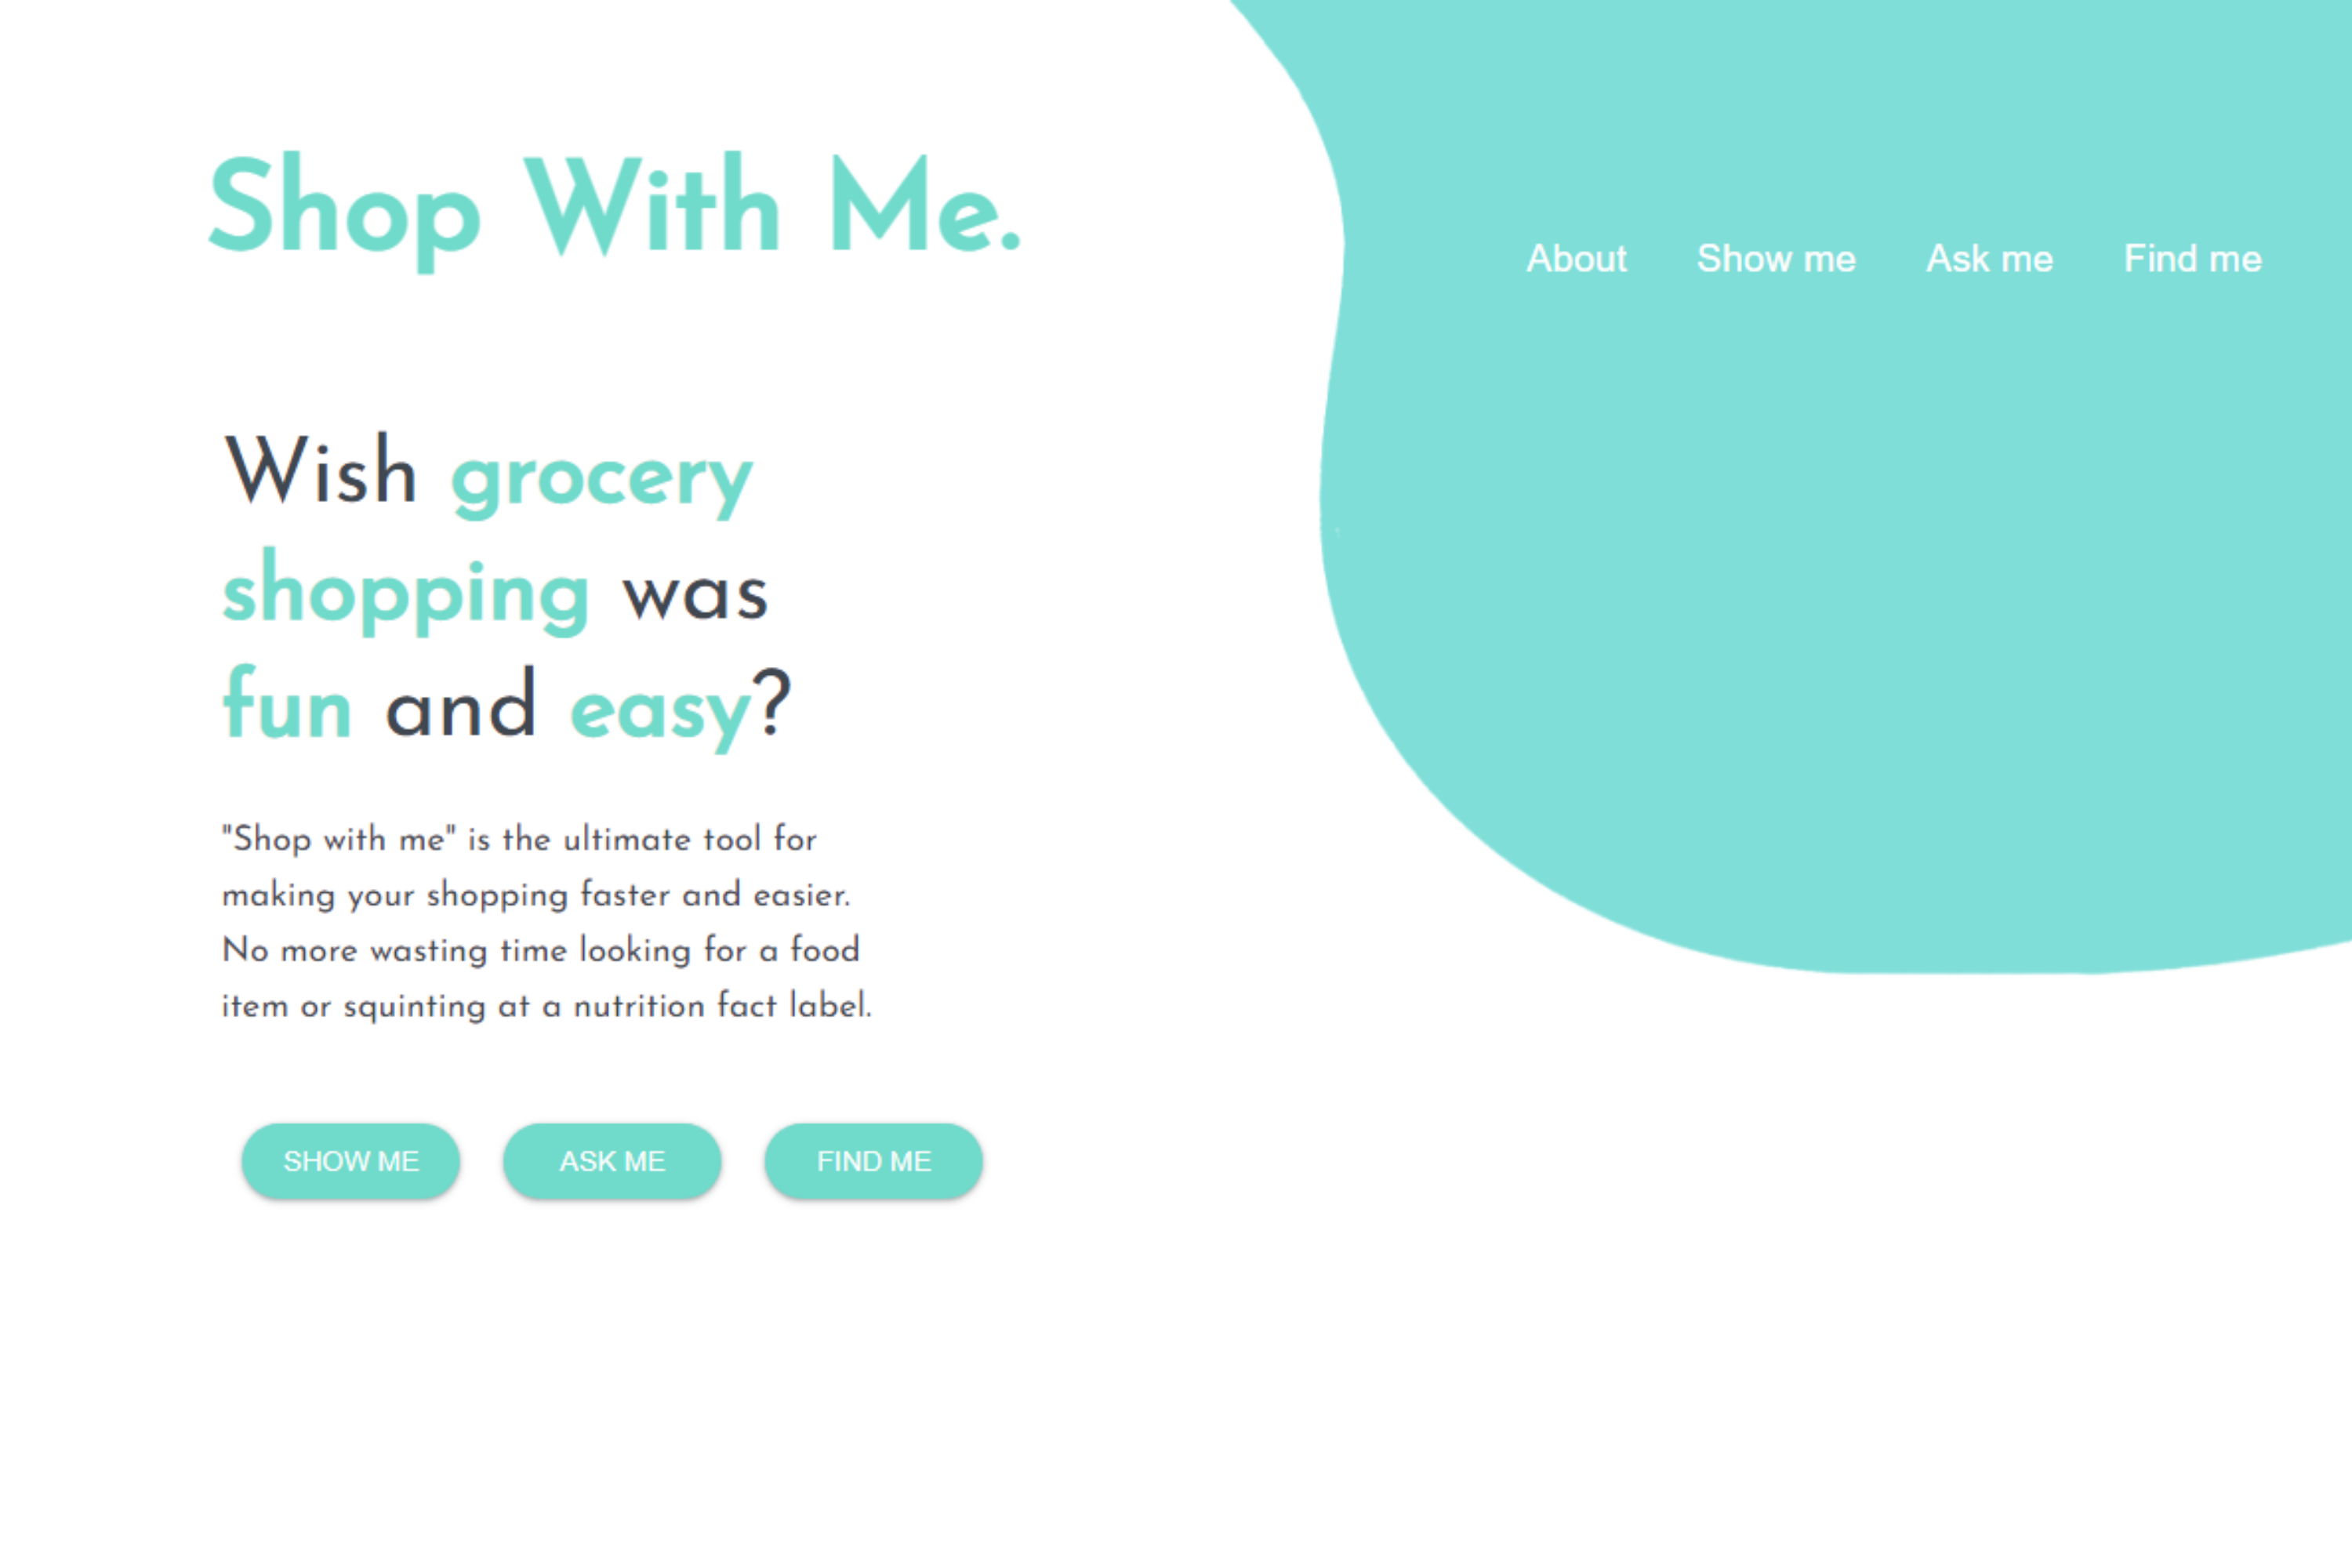 Shop With Me.
About Show me Ask me Find me
Wish grocery
shopping was
fun and easy?
"Shop with me" is the ultimate tool for
making your shopping faster and easier.
No more wasting time looking for a food
item or squinting at a nutrition fact label.
SHOW ME ASK ME FIND ME